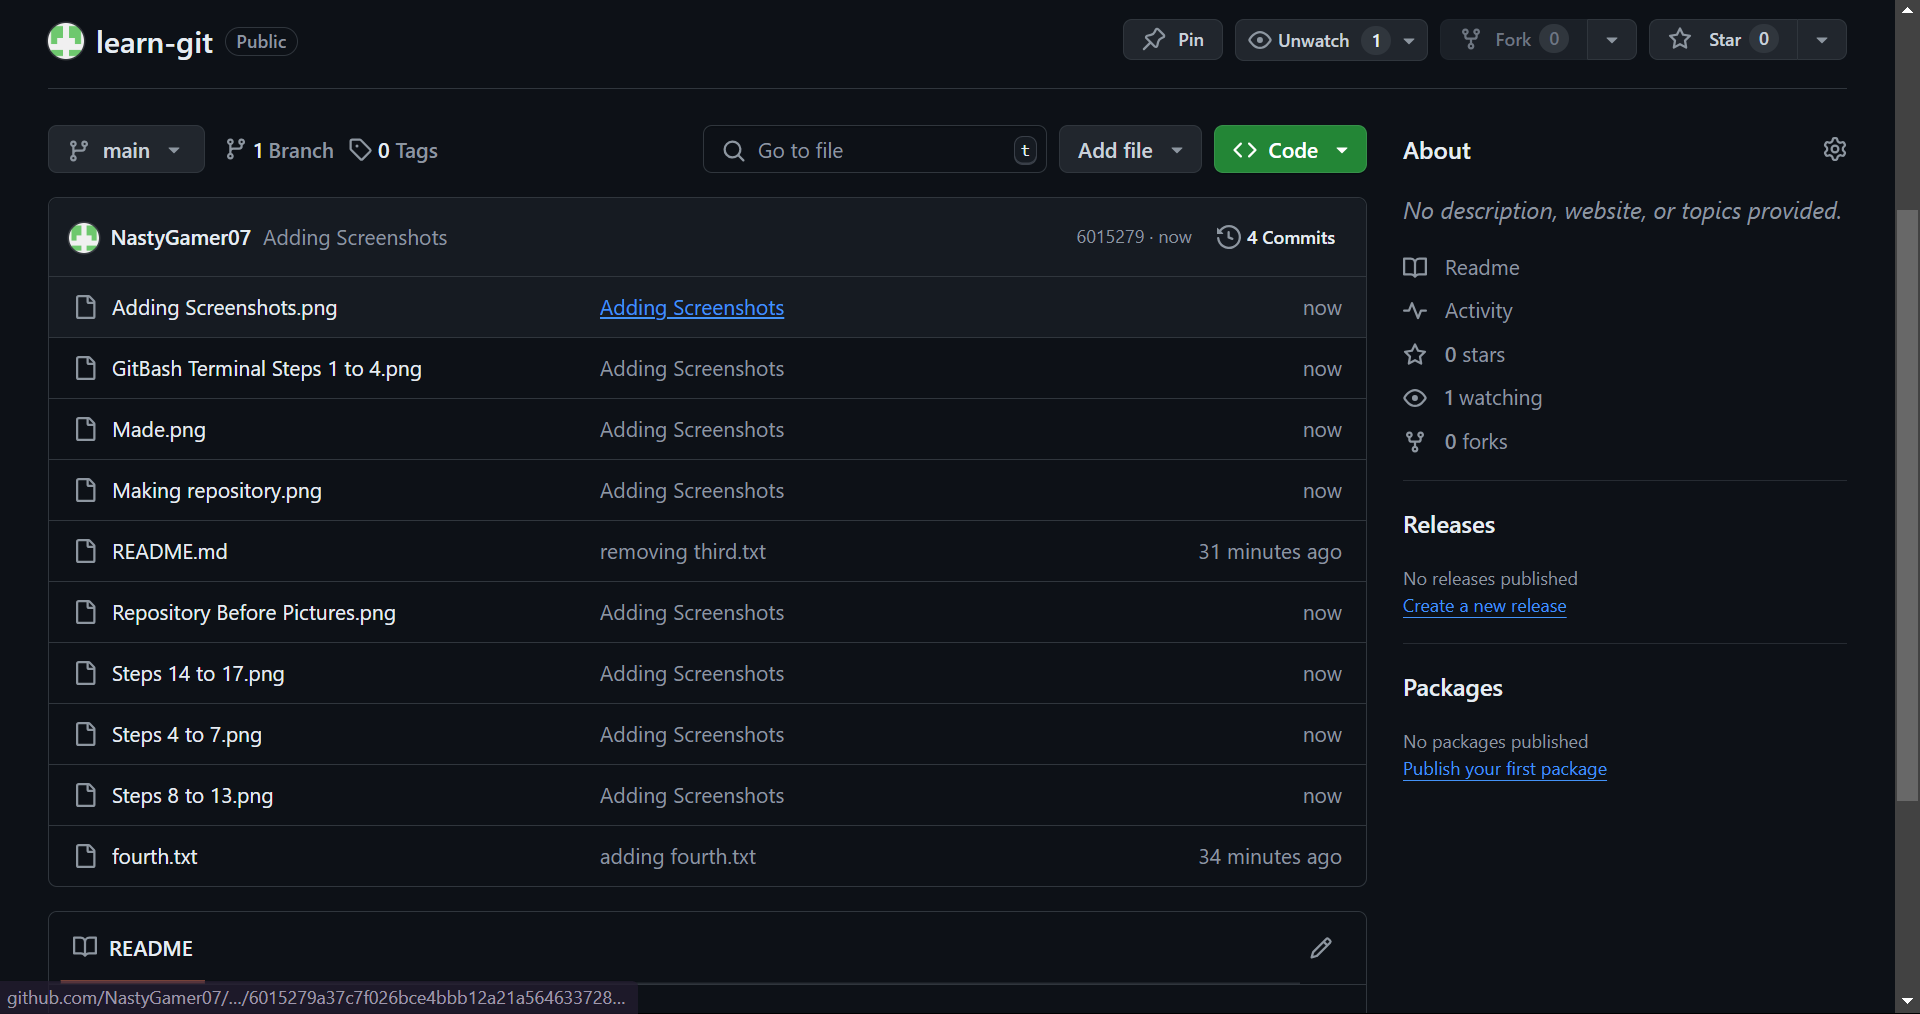 learn-git Public Pin Unwatch 1 Fork 0 Star 0
main 1 Branch 0 Tags Go to file t Add file Code
NastyGamer07 Adding Screenshots 6015279 · now 4 Commits
Adding Screenshots.png Adding Screenshots now
GitBash Terminal Steps 1 to 4.png Adding Screenshots now
Made.png Adding Screenshots now
Making repository.png Adding Screenshots now
README.md removing third.txt 31 minutes ago
Repository Before Pictures.png Adding Screenshots now
Steps 14 to 17.png Adding Screenshots now
Steps 4 to 7.png Adding Screenshots now
Steps 8 to 13.png Adding Screenshots now
fourth.txt adding fourth.txt 34 minutes ago
README
About
No description, website, or topics provided.
Readme
Activity
0 stars
1 watching
0 forks
Releases
No releases published
Create a new release
Packages
No packages published
Publish your first package
github.com/NastyGamer07/.../6015279a37c7f026bce4bbb12a21a564633728...